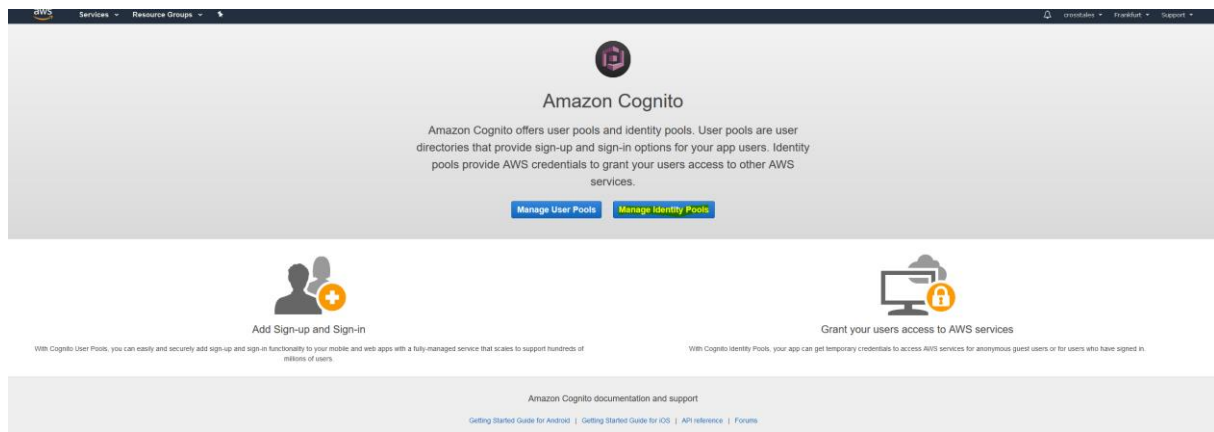 aws Services Resource Groups crosstales Frankfurt Support
Amazon Cognito
Amazon Cognito offers user pools and identity pools. User pools are user
directories that provide sign-up and sign-in options for your app users. Identity
pools provide AWS credentials to grant your users access to other AWS
services.
Manage User Pools Manage Identity Pools
Add Sign-up and Sign-in
With Cognito User Pools, you can easily and securely add sign-up and sign-in functionality to your mobile and web apps with a fully-managed service that scales to support hundreds of
millions of users.
Grant your users access to AWS services
With Cognito Identity Pools, your app can get temporary credentials to access AWS services for anonymous guest users or for users who have signed in.
Amazon Cognito documentation and support
Getting Started Guide for Android | Getting Started Guide for iOS | API reference | Forums